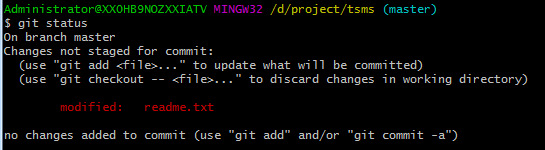 Administrator@XXOHB9NOZXXIATV MINGW32 /d/project/tsms (master)
$ git status
On branch master
Changes not staged for commit:
  (use "git add <file>..." to update what will be committed)
  (use "git checkout -- <file>..." to discard changes in working directory)
        modified:   readme.txt
no changes added to commit (use "git add" and/or "git commit -a")